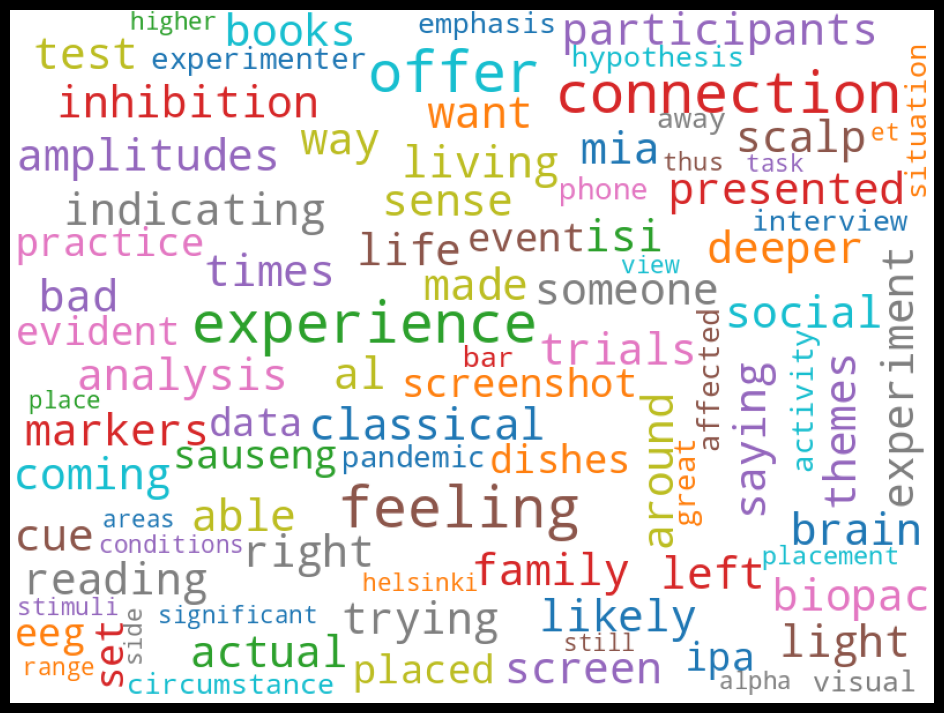 higher books emphasis participants
test experimenter offer hypothesis
inhibition want connection situation
amplitudes way living mia away scalp et
thus task
indicating sense phone presented
practice life event isi interview deeper
times view
bad made someone experiment
evident experience affected social
analysis al bar trials activity
screenshot
place
markers data classical around saying themes
coming sauseng pandemic dishes great
cue areas able feeling brain
conditions right placement
reading helsinki family left biopac
stimuli significant trying likely
eeg set side actual still ipa light
range placed screen
circumstance alpha visual